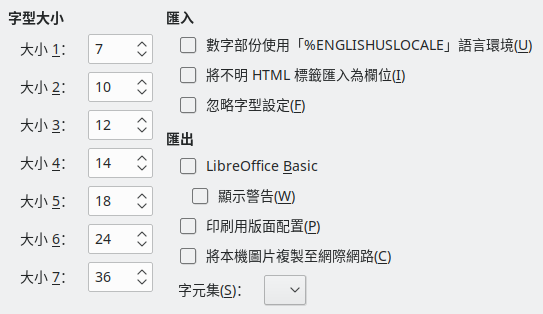 字型大小
大小 1： 7
大小 2： 10
大小 3： 12
大小 4： 14
大小 5： 18
大小 6： 24
大小 7： 36
匯入
數字部份使用「%ENGLISHUSLOCALE」語言環境(U)
將不明 HTML 標籤匯入為欄位(I)
忽略字型設定(F)
匯出
LibreOffice Basic
顯示警告(W)
印刷用版面配置(P)
將本機圖片複製至網際網路(C)
字元集(S)：